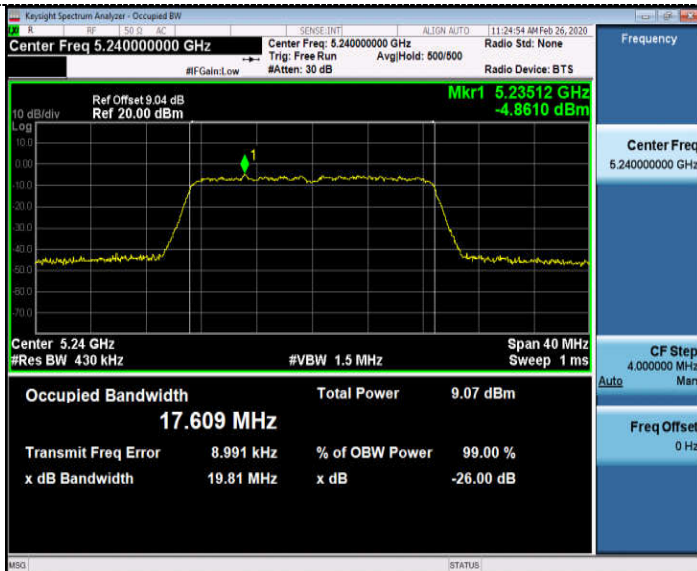 Keysight Spectrum Analyzer - Occupied BW
R RF 50 Ω AC SENSE:INT ALIGN AUTO 11:24:54 AM Feb 26, 2020
Center Freq 5.240000000 GHz
Center Freq: 5.240000000 GHz
Radio Std: None
Trig: Free Run
Avg|Hold: 500/500
#IFGain:Low
#Atten: 30 dB
Radio Device: BTS
Ref Offset 9.04 dB
10 dB/div
Ref 20.00 dBm
Mkr1 5.23512 GHz
-4.8610 dBm
Log
10.0
0.00
-10.0
-20.0
-30.0
-40.0
-50.0
-60.0
-70.0
1
Center 5.24 GHz
Span 40 MHz
#Res BW 430 kHz
#VBW 1.5 MHz
Sweep 1 ms
Occupied Bandwidth
17.609 MHz
Total Power 9.07 dBm
Transmit Freq Error 8.991 kHz
% of OBW Power 99.00 %
x dB Bandwidth 19.81 MHz
x dB -26.00 dB
MSG
STATUS
Frequency
Center Freq
5.240000000 GHz
CF Step
4.000000 MHz
Auto Man
Freq Offset
0 Hz